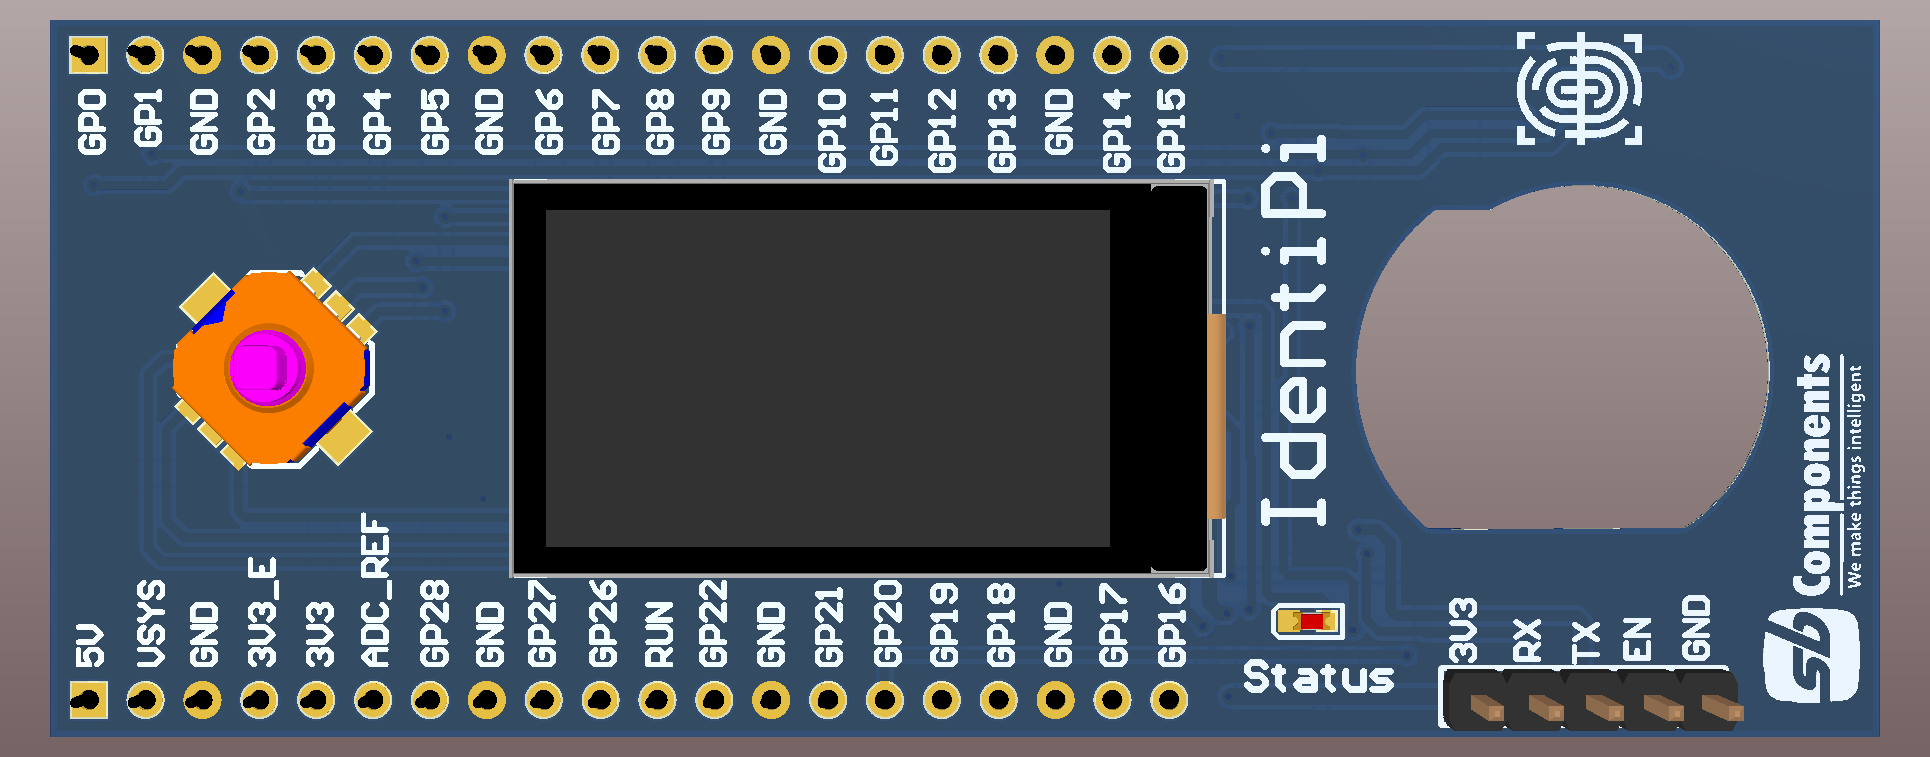 GP0 GP1 GND GP2 GP3 GP4 GP5 GND GP6 GP7 GP8 GP9 GND GP10 GP11 GP12 GP13 GND GP14 GP15
IdentiPi
5V VSYS GND 3V3_E 3V3 ADC_REF GP28 GND GP27 GP26 RUN GP22 GND GP21 GP20 GP19 GP18 GND GP17 GP16
Status
3V3 RX TX EN GND
sb Components
We make things intelligent